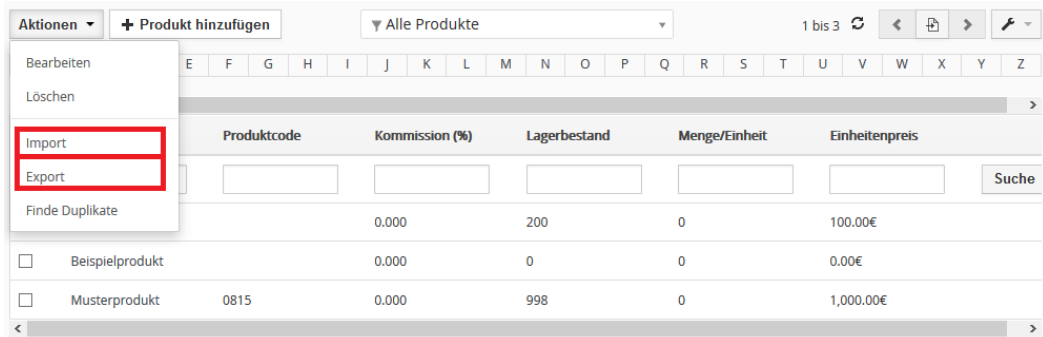 Aktionen + Produkt hinzufügen Alle Produkte 1 bis 3
Bearbeiten
E F G H I J K L M N O P Q R S T U V W X Y Z
Löschen
Import
Produktcode Kommission (%) Lagerbestand Menge/Einheit Einheitenpreis
Export
Suche
Finde Duplikate
0.000 200 0 100.00€
Beispielprodukt 0.000 0 0 0.00€
Musterprodukt 0815 0.000 998 0 1,000.00€